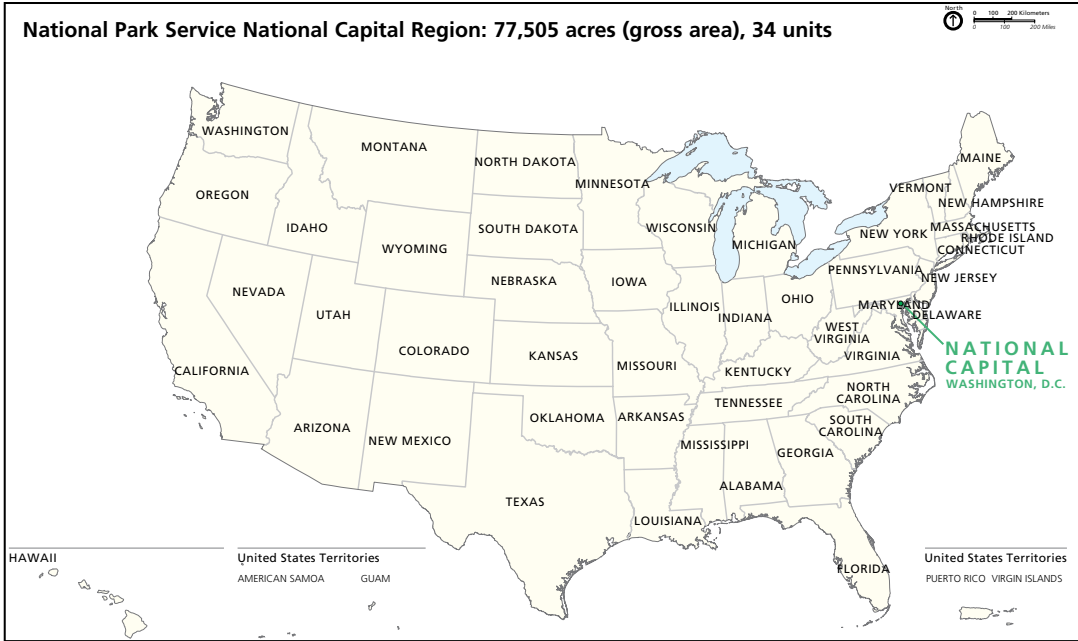 National Park Service National Capital Region: 77,505 acres (gross area), 34 units
North
0 100 200 Kilometers
0 100 200 Miles
WASHINGTON
MONTANA
NORTH DAKOTA
MINNESOTA
MAINE
OREGON
IDAHO
WYOMING
SOUTH DAKOTA
WISCONSIN
MICHIGAN
VERMONT
NEW HAMPSHIRE
NEW YORK
MASSACHUSETTS
RHODE ISLAND
CONNECTICUT
NEVADA
UTAH
NEBRASKA
IOWA
ILLINOIS
INDIANA
OHIO
PENNSYLVANIA
NEW JERSEY
MARYLAND
DELAWARE
CALIFORNIA
COLORADO
KANSAS
MISSOURI
KENTUCKY
WEST
VIRGINIA
VIRGINIA
NATIONAL
CAPITAL
WASHINGTON, D.C.
ARIZONA
NEW MEXICO
OKLAHOMA
ARKANSAS
TENNESSEE
NORTH
CAROLINA
SOUTH
CAROLINA
MISSISSIPPI
GEORGIA
ALABAMA
TEXAS
LOUISIANA
FLORIDA
HAWAII
United States Territories
AMERICAN SAMOA GUAM
United States Territories
PUERTO RICO VIRGIN ISLANDS